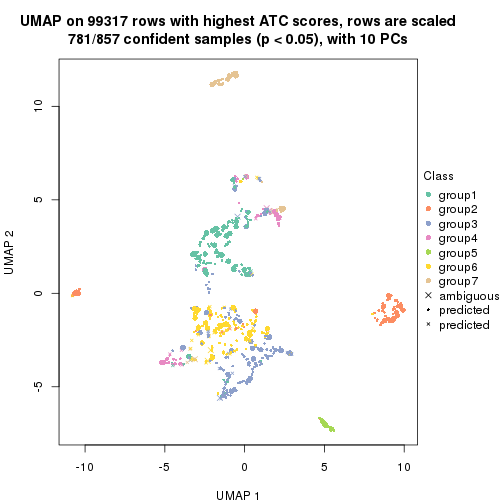 UMAP on 99317 rows with highest ATC scores, rows are scaled
781/857 confident samples (p < 0.05), with 10 PCs
10
5
0
-5
UMAP 2
-10
-5
0
5
10
UMAP 1
Class
group1
group2
group3
group4
group5
group6
group7
ambiguous
predicted
predicted